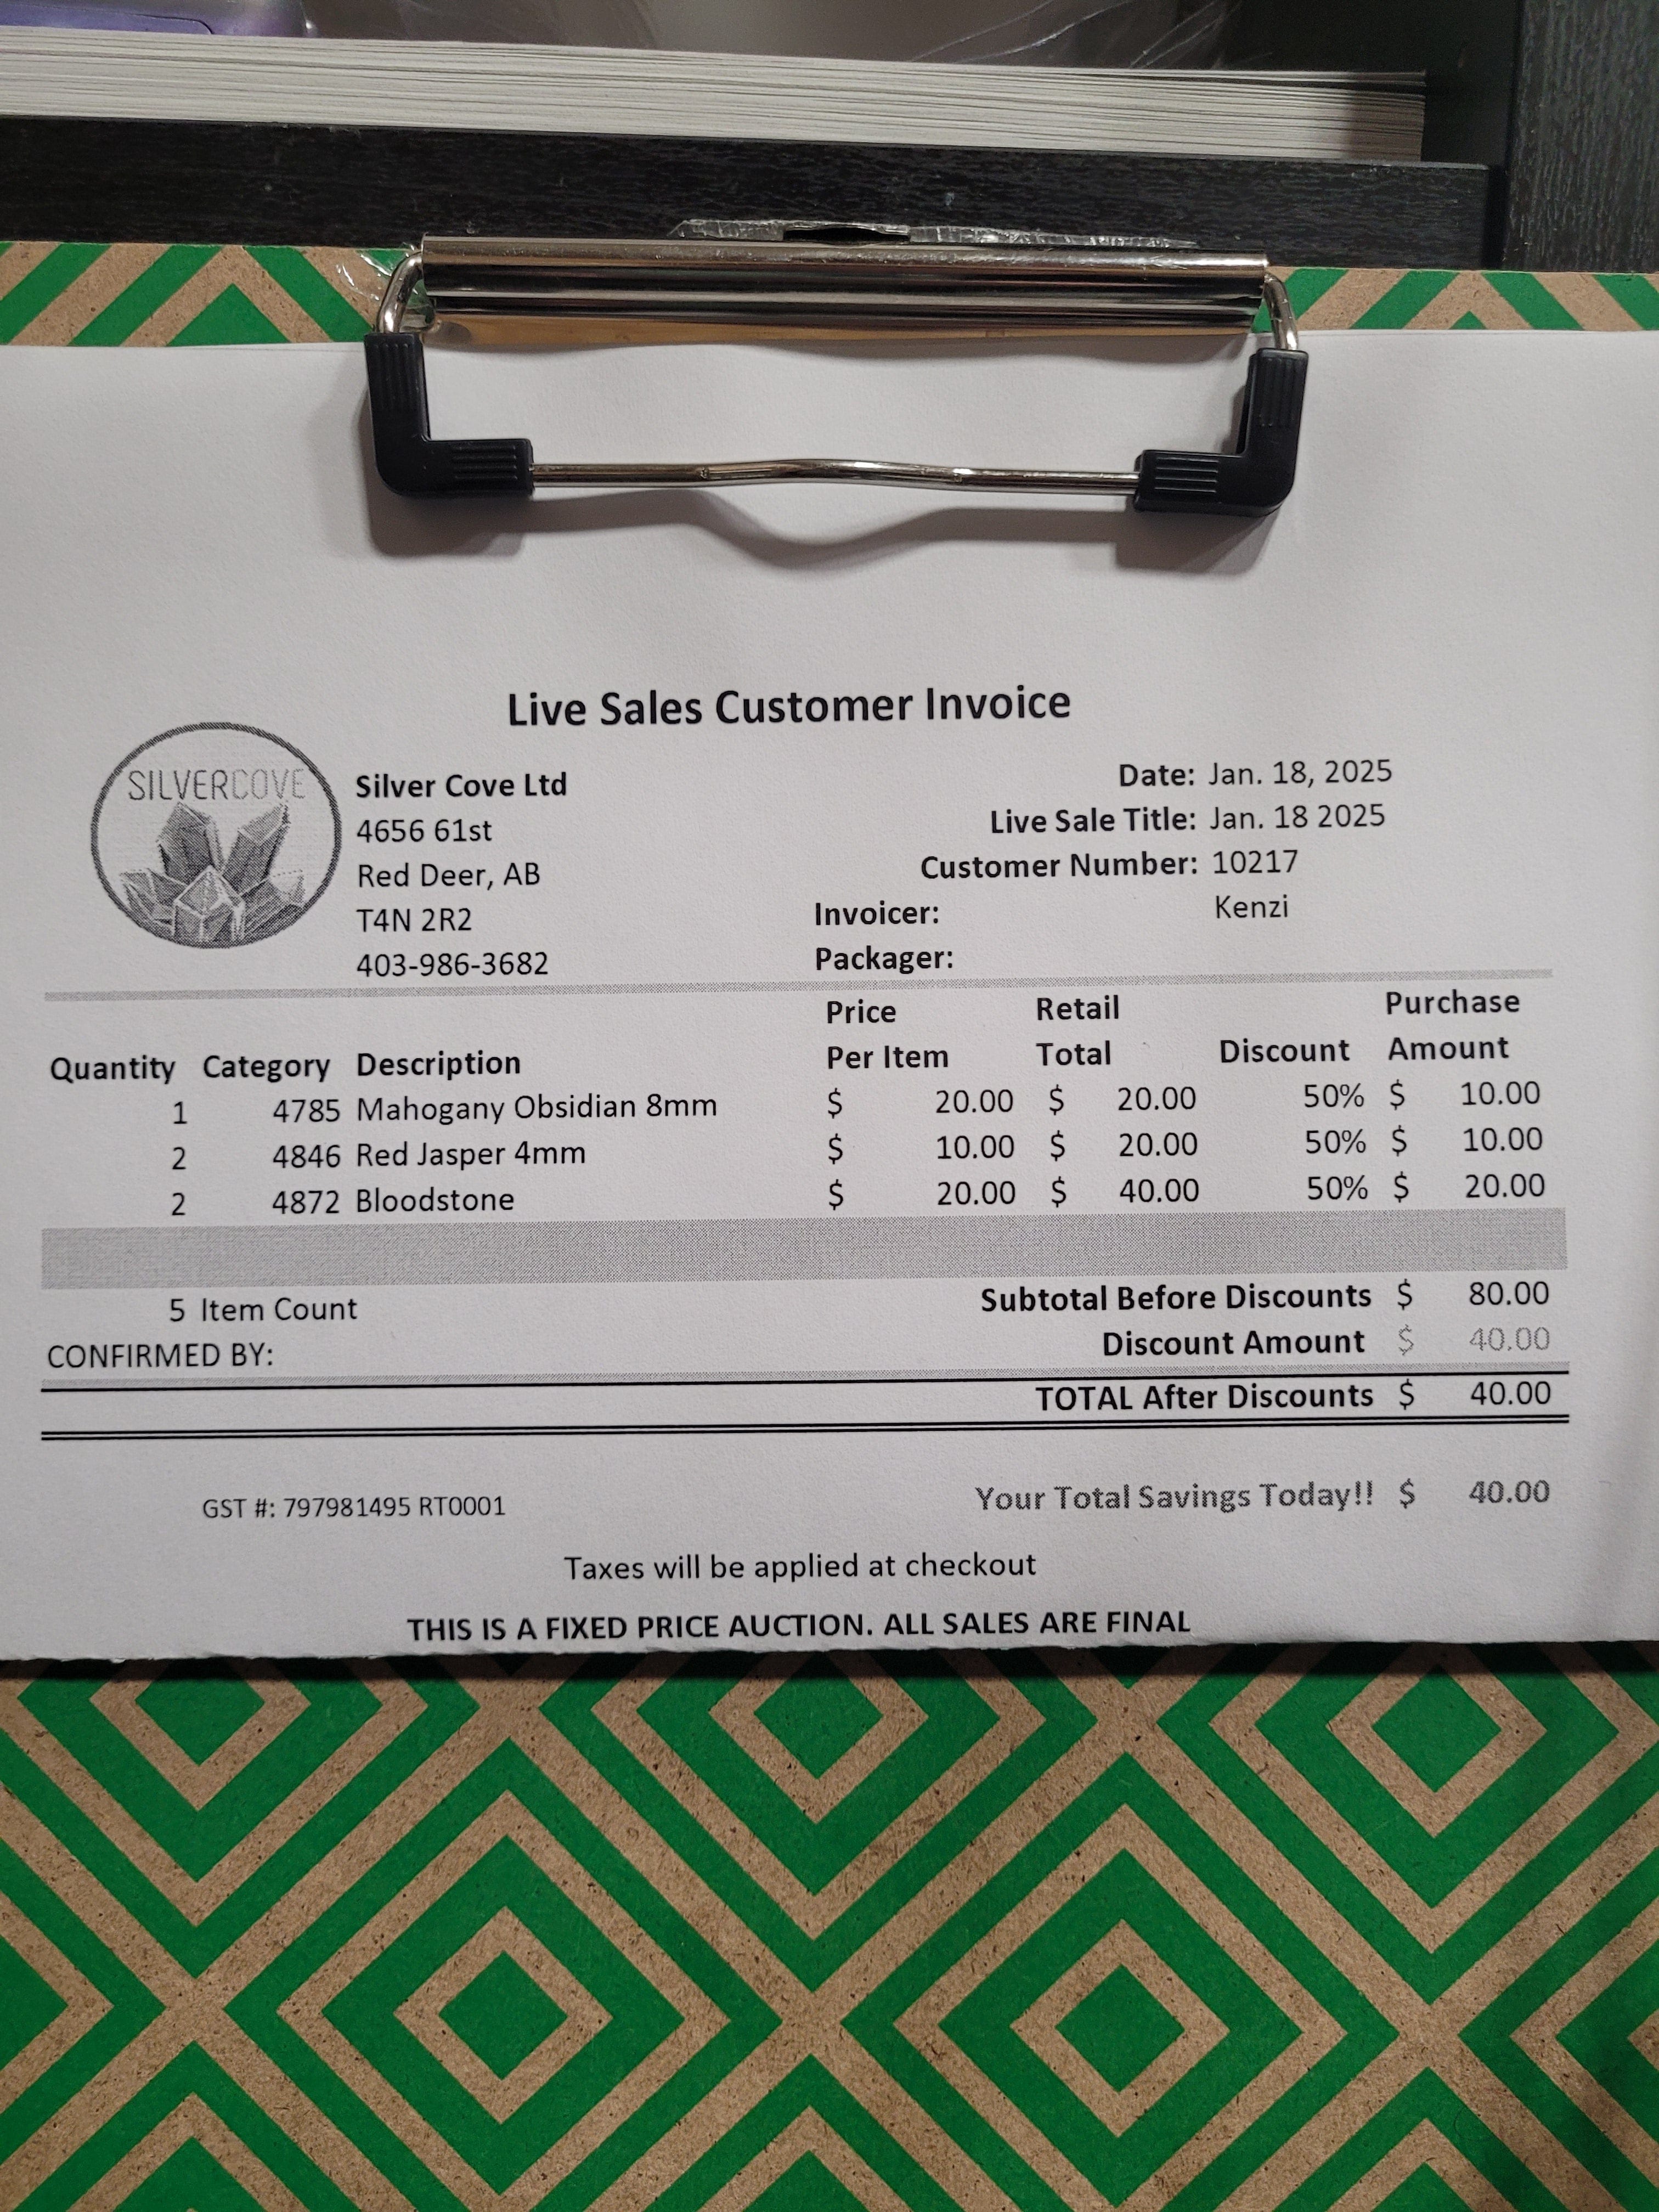 Live Sales Customer Invoice
SILVERCOVE
Silver Cove Ltd
4656 61st
Red Deer, AB
T4N 2R2
403-986-3682
Date: Jan. 18, 2025
Live Sale Title: Jan. 18 2025
Customer Number: 10217
Invoicer: Kenzi
Packager:
Quantity Category Description Price Per Item Retail Total Discount Purchase Amount
1 4785 Mahogany Obsidian 8mm $ 20.00 $ 20.00 50% $ 10.00
2 4846 Red Jasper 4mm $ 10.00 $ 20.00 50% $ 10.00
2 4872 Bloodstone $ 20.00 $ 40.00 50% $ 20.00
5 Item Count Subtotal Before Discounts $ 80.00
CONFIRMED BY: Discount Amount $ 40.00
TOTAL After Discounts $ 40.00
GST #: 797981495 RT0001 Your Total Savings Today!! $ 40.00
Taxes will be applied at checkout
THIS IS A FIXED PRICE AUCTION. ALL SALES ARE FINAL